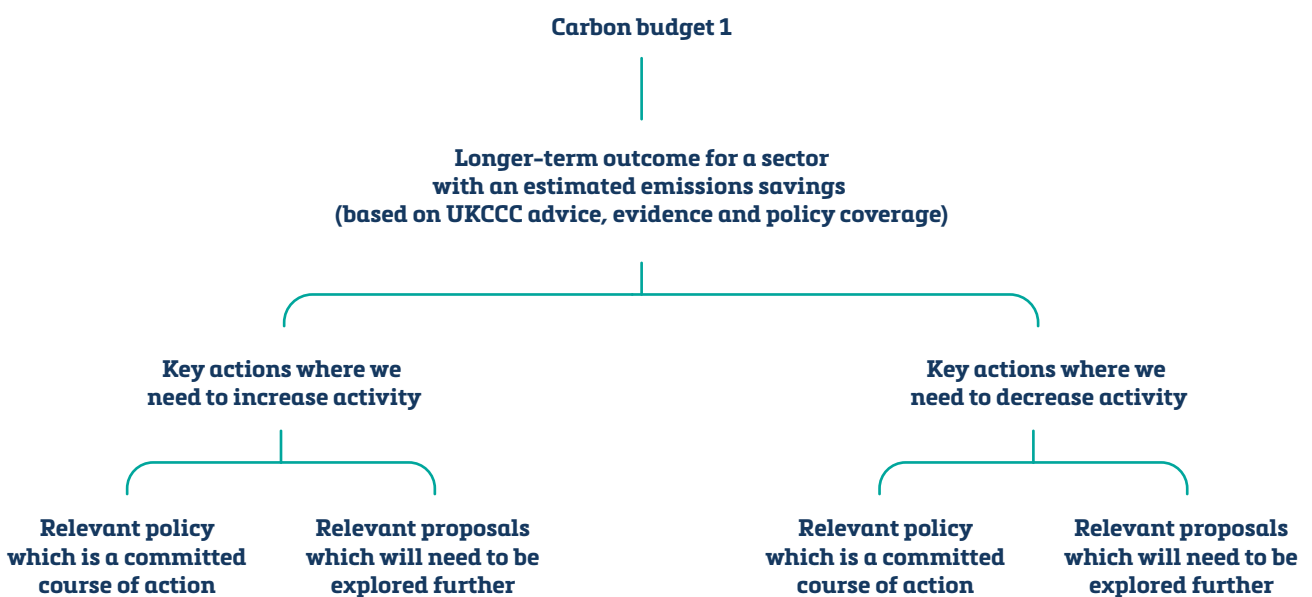 Carbon budget 1
Longer-term outcome for a sector
with an estimated emissions savings
(based on UKCCC advice, evidence and policy coverage)
Key actions where we
need to increase activity
Key actions where we
need to decrease activity
Relevant policy
which is a committed
course of action
Relevant proposals
which will need to be
explored further
Relevant policy
which is a committed
course of action
Relevant proposals
which will need to be
explored further